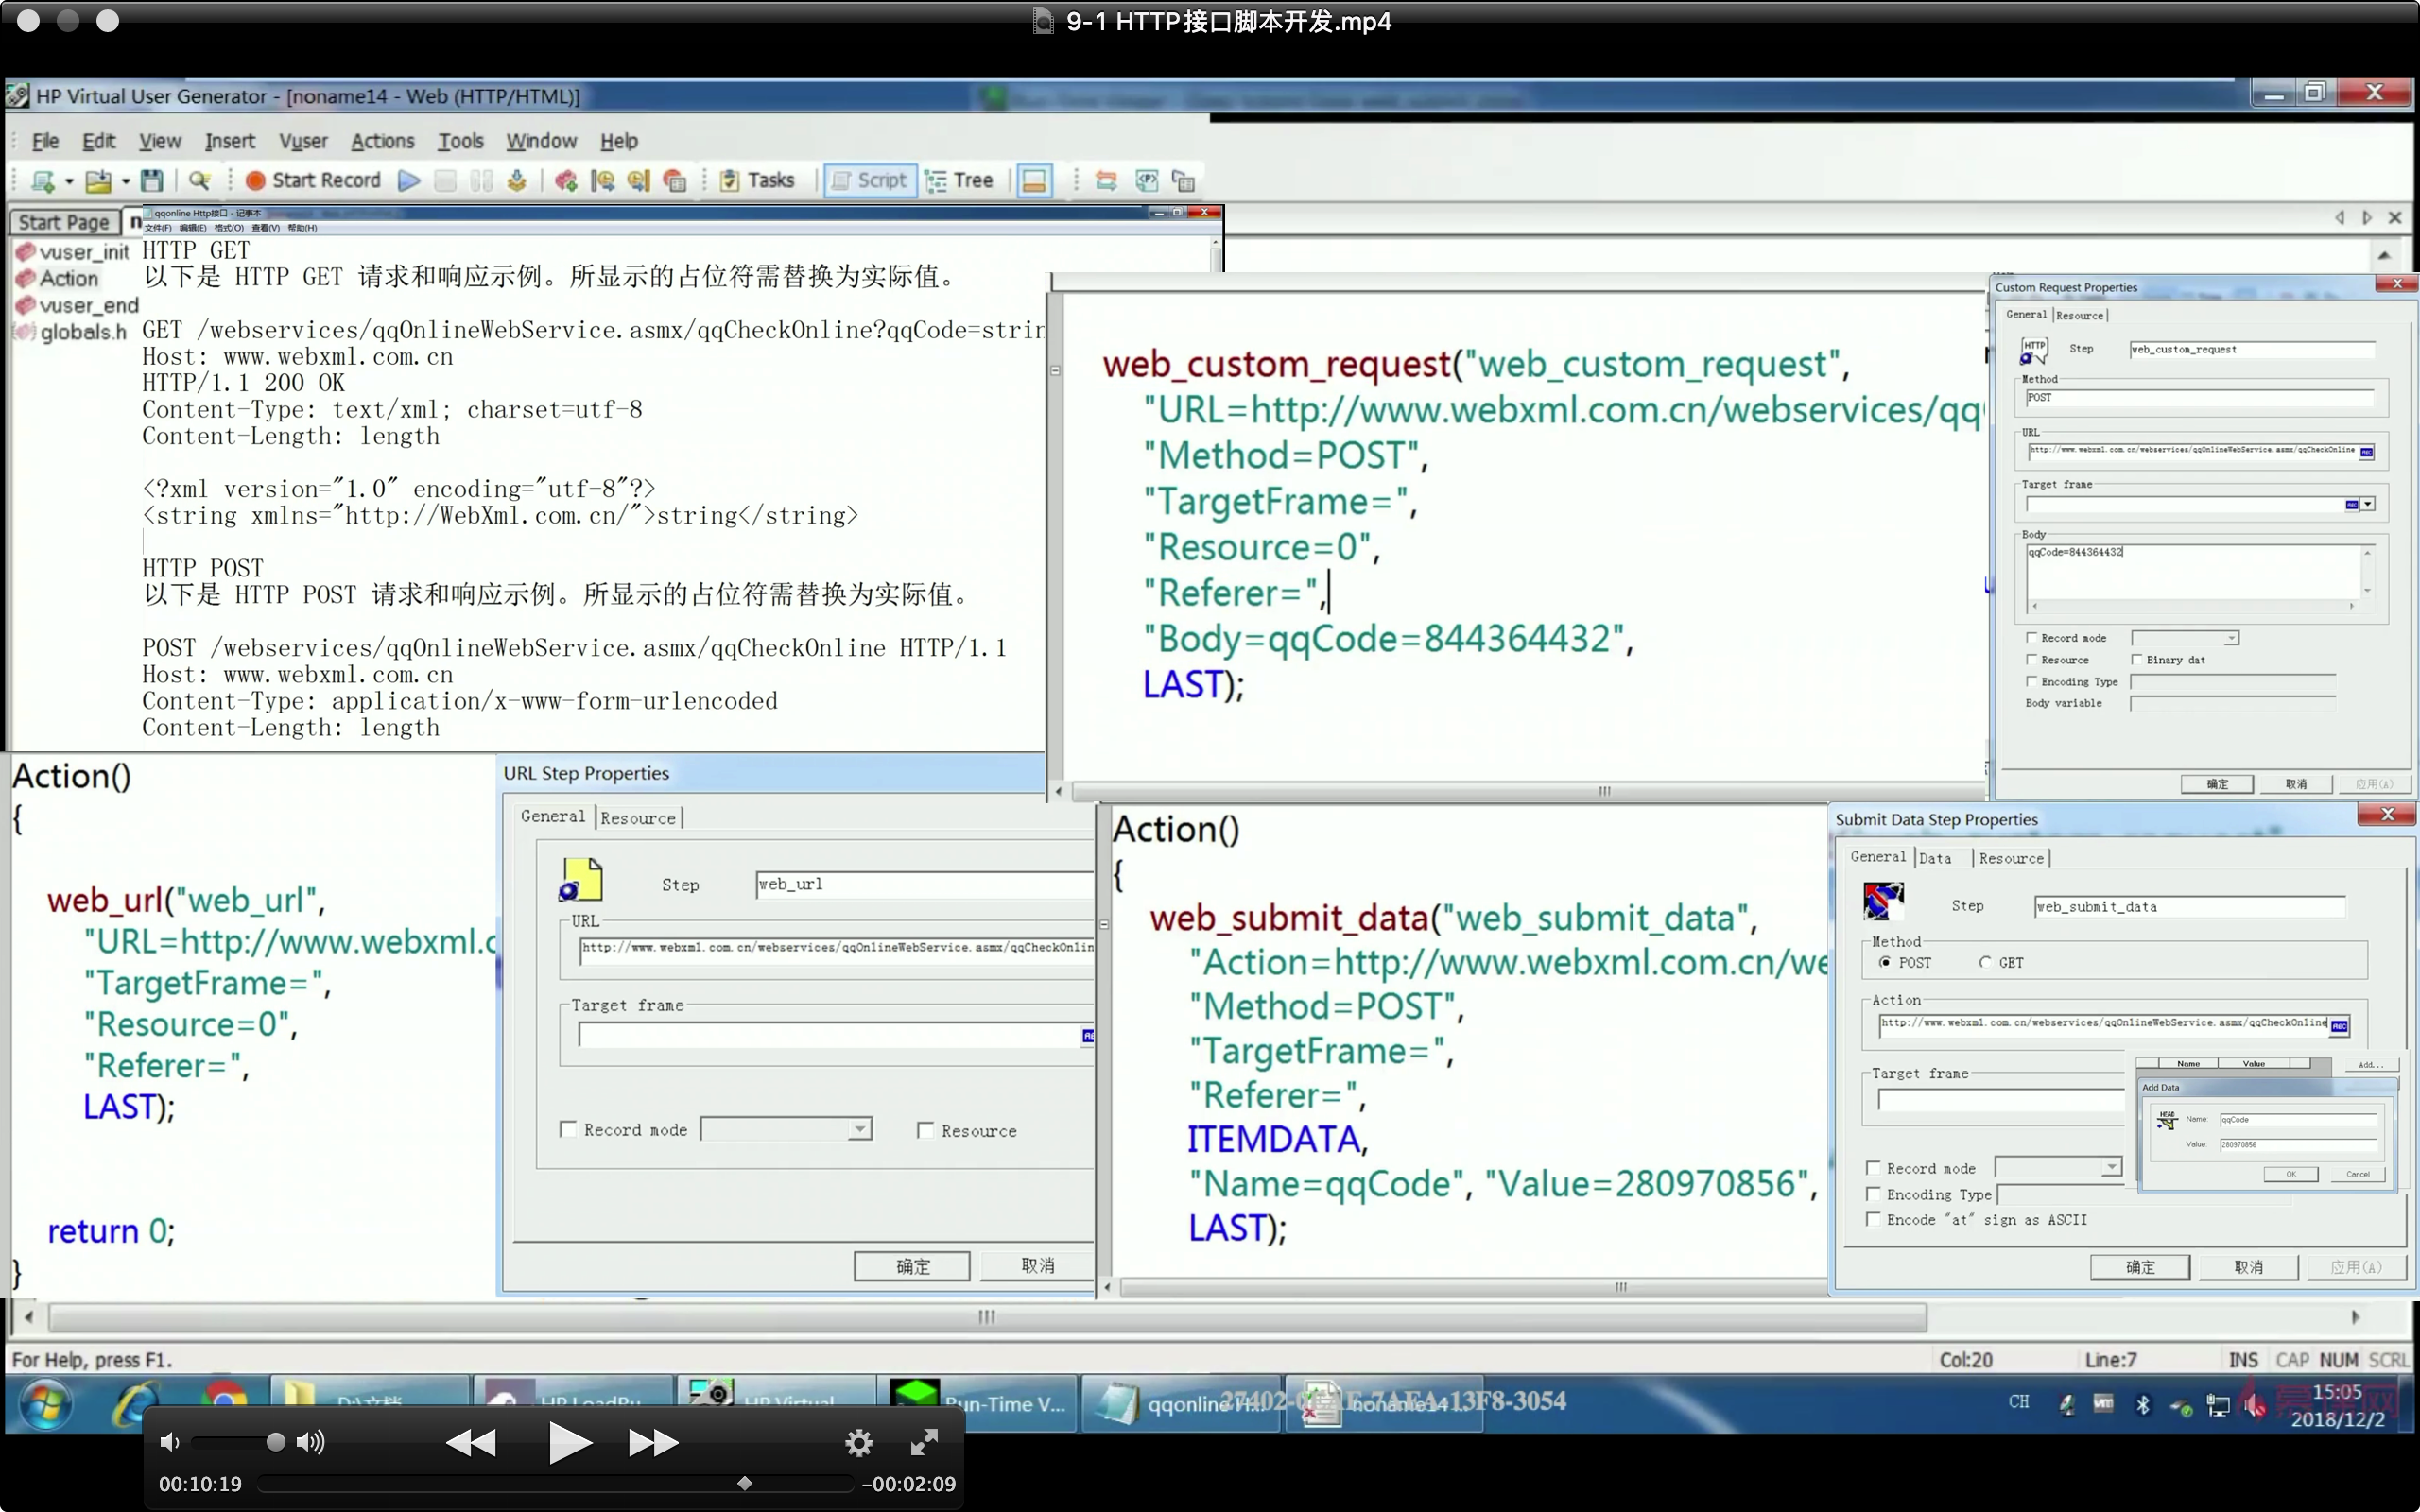 9-1 HTTP接口脚本开发.mp4
HP Virtual User Generator - [noname14 - Web (HTTP/HTML)]
File Edit View Insert Vuser Actions Tools Window Help
Start Record Tasks Script Tree
Start Page
vuser_init
Action
vuser_end
globals.h
qqonline Http接口 - 记事本
文件(F) 编辑(E) 格式(O) 查看(V) 帮助(H)
HTTP GET
以下是 HTTP GET 请求和响应示例。所显示的占位符需替换为实际值。
GET /webservices/qqOnlineWebService.asmx/qqCheckOnline?qqCode=strin
Host: www.webxml.com.cn
HTTP/1.1 200 OK
Content-Type: text/xml; charset=utf-8
Content-Length: length
<?xml version="1.0" encoding="utf-8"?>
<string xmlns="http://WebXml.com.cn/">string</string>
HTTP POST
以下是 HTTP POST 请求和响应示例。所显示的占位符需替换为实际值。
POST /webservices/qqOnlineWebService.asmx/qqCheckOnline HTTP/1.1
Host: www.webxml.com.cn
Content-Type: application/x-www-form-urlencoded
Content-Length: length
web_custom_request("web_custom_request",
"URL=http://www.webxml.com.cn/webservices/qq
"Method=POST",
"TargetFrame=",
"Resource=0",
"Referer=",
"Body=qqCode=844364432",
LAST);
Custom Request Properties
General Resource
HTTP
Step web_custom_request
Method
POST
URL
http://www.webxml.com.cn/webservices/qqOnlineWebService.asmx/qqCheckOnline
ABC
Target frame
Body
qqCode=844364432
Record mode
Resource Binary dat
Encoding Type
Body variable
确定 取消 应用(A)
Action()
{
web_url("web_url",
"URL=http://www.webxml.c
"TargetFrame=",
"Resource=0",
"Referer=",
LAST);
return 0;
}
URL Step Properties
General Resource
Step web_url
URL
http://www.webxml.com.cn/webservices/qqOnlineWebService.asmx/qqCheckOnlin
Target frame
Record mode Resource
确定 取消
Action()
{
web_submit_data("web_submit_data",
"Action=http://www.webxml.com.cn/we
"Method=POST",
"TargetFrame=",
"Referer=",
ITEMDATA,
"Name=qqCode", "Value=280970856",
LAST);
Submit Data Step Properties
General Data Resource
Step web_submit_data
Method
POST GET
Action
http://www.webxml.com.cn/webservices/qqOnlineWebService.asmx/qqCheckOnline
ABC
Target frame
Name Value Add...
Add Data
Name: qqCode
Value: 280970856
OK Cancel
Record mode
Encoding Type
Encode "at" sign as ASCII
确定 取消 应用(A)
For Help, press F1.
Col:20 Line:7 INS CAP NUM SCRL
D:\文档 HP LoadRu HP Virtual Run-Time V... qqonline noname14
CH 15:05
2018/12/2
慕课网
00:10:19 -00:02:09